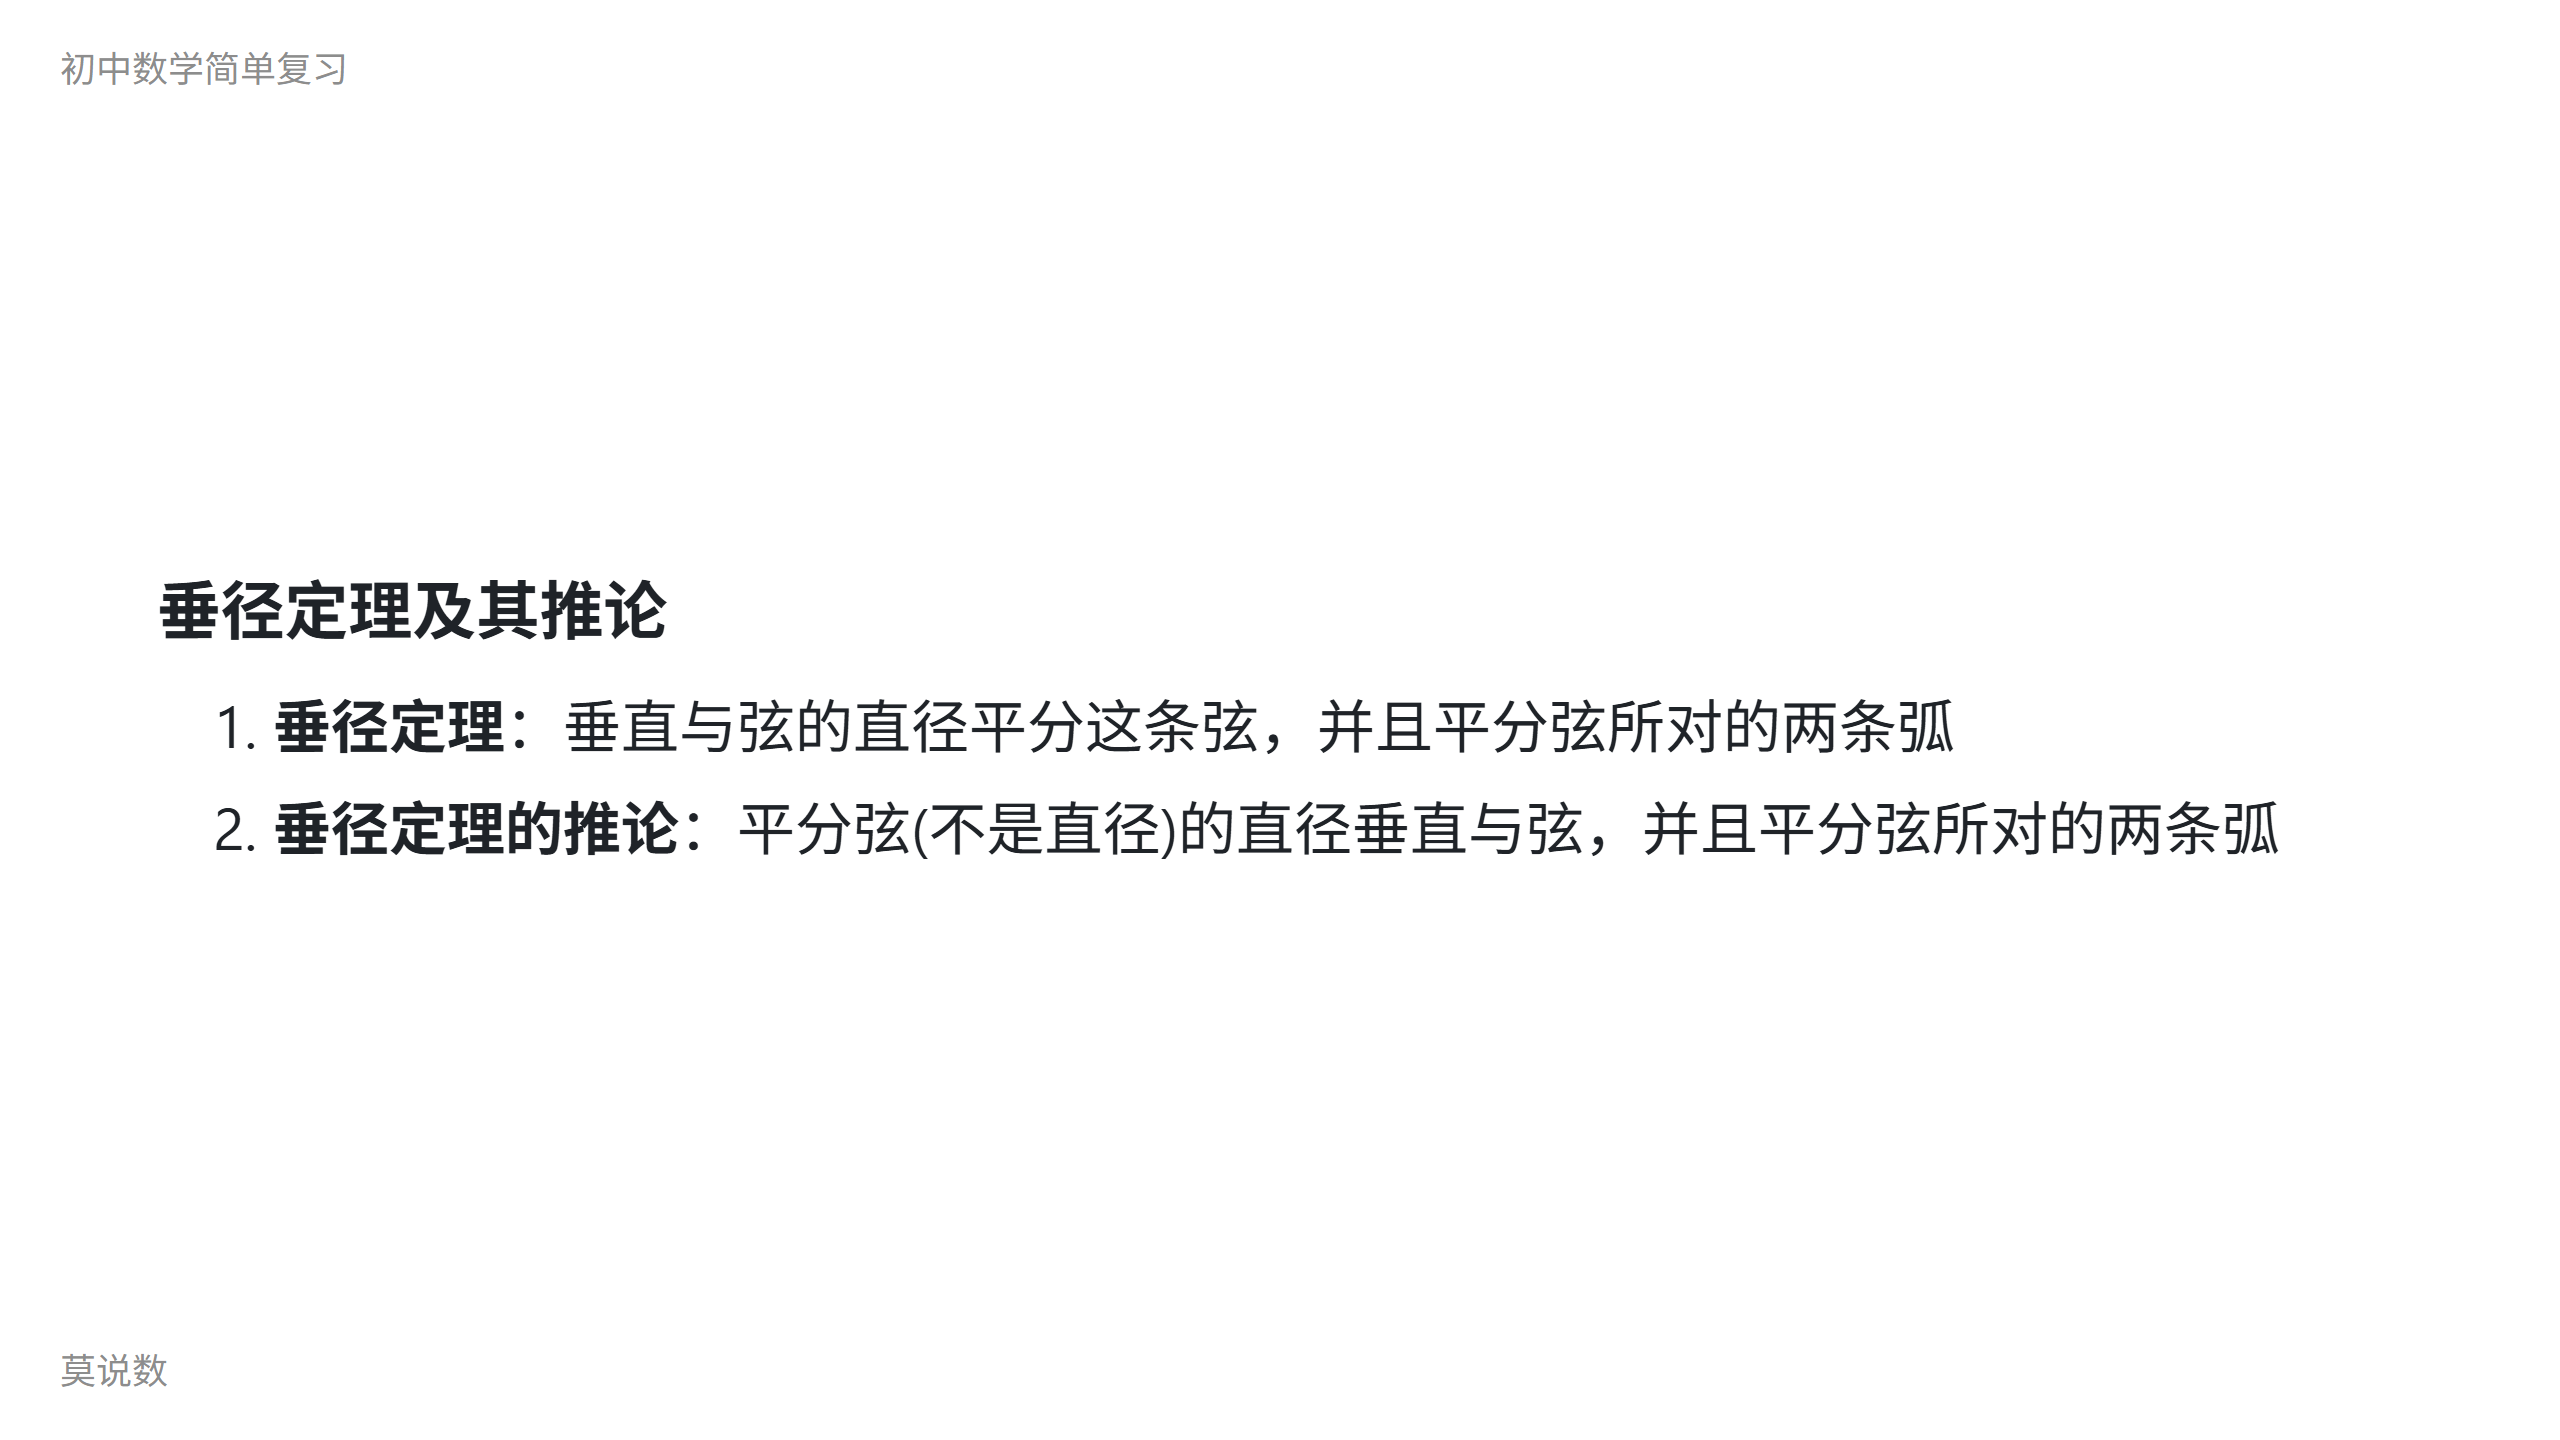 初中数学简单复习
垂径定理及其推论
1. 垂径定理：垂直与弦的直径平分这条弦，并且平分弦所对的两条弧
2. 垂径定理的推论：平分弦(不是直径)的直径垂直与弦，并且平分弦所对的两条弧
莫说数